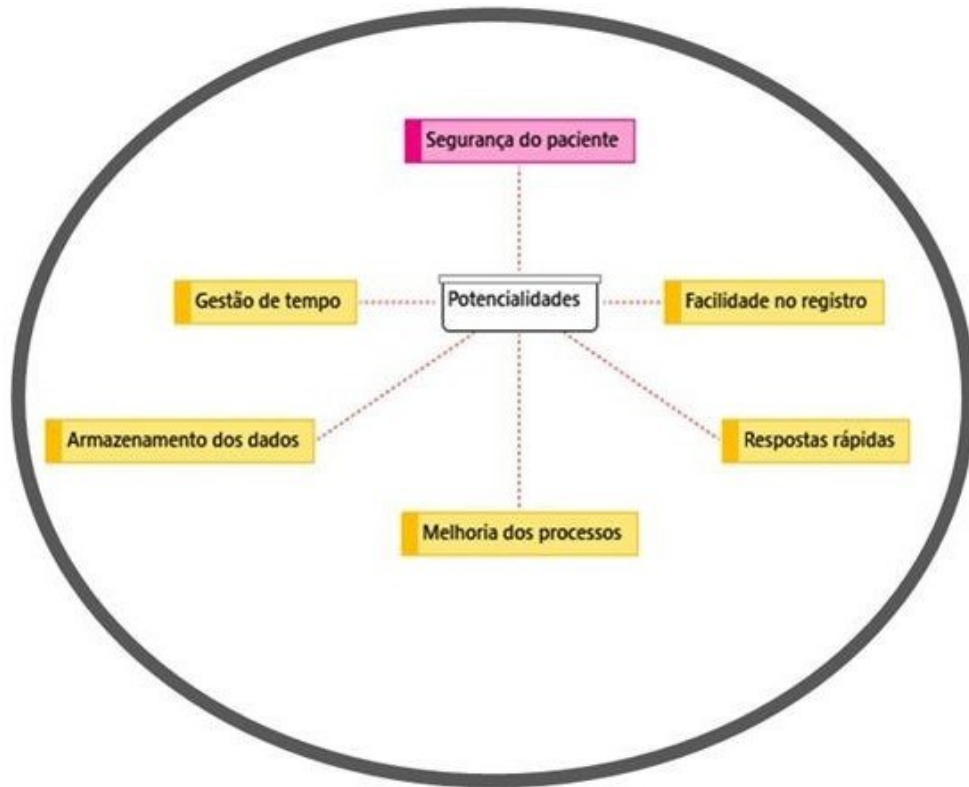 Segurança do paciente
Gestão de tempo
Potencialidades
Facilidade no registro
Armazenamento dos dados
Respostas rápidas
Melhoria dos processos